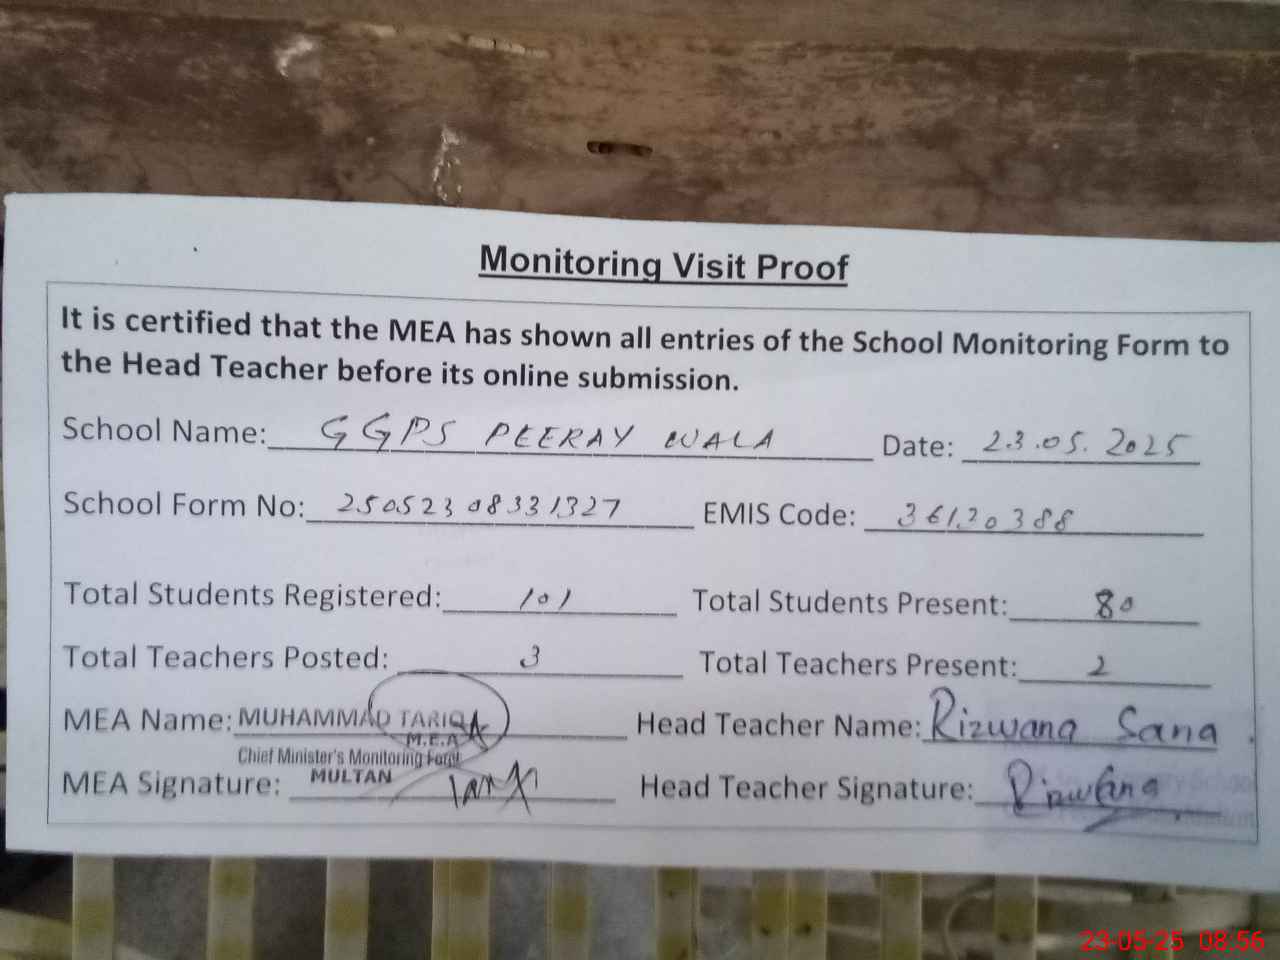 Monitoring Visit Proof
It is certified that the MEA has shown all entries of the School Monitoring Form to
the Head Teacher before its online submission.
School Name: GGPS PEERAY WALA Date: 23.05.2025
School Form No: 25052308331327 EMIS Code: 36120388
Total Students Registered: 101 Total Students Present: 80
Total Teachers Posted: 3 Total Teachers Present: 2
MEA Name: MUHAMMAD TARIQ Head Teacher Name: Rizwana Sana
M.E.A
Chief Minister's Monitoring Force
MULTAN
MEA Signature: Head Teacher Signature: Rizwana
23-05-25 08:56